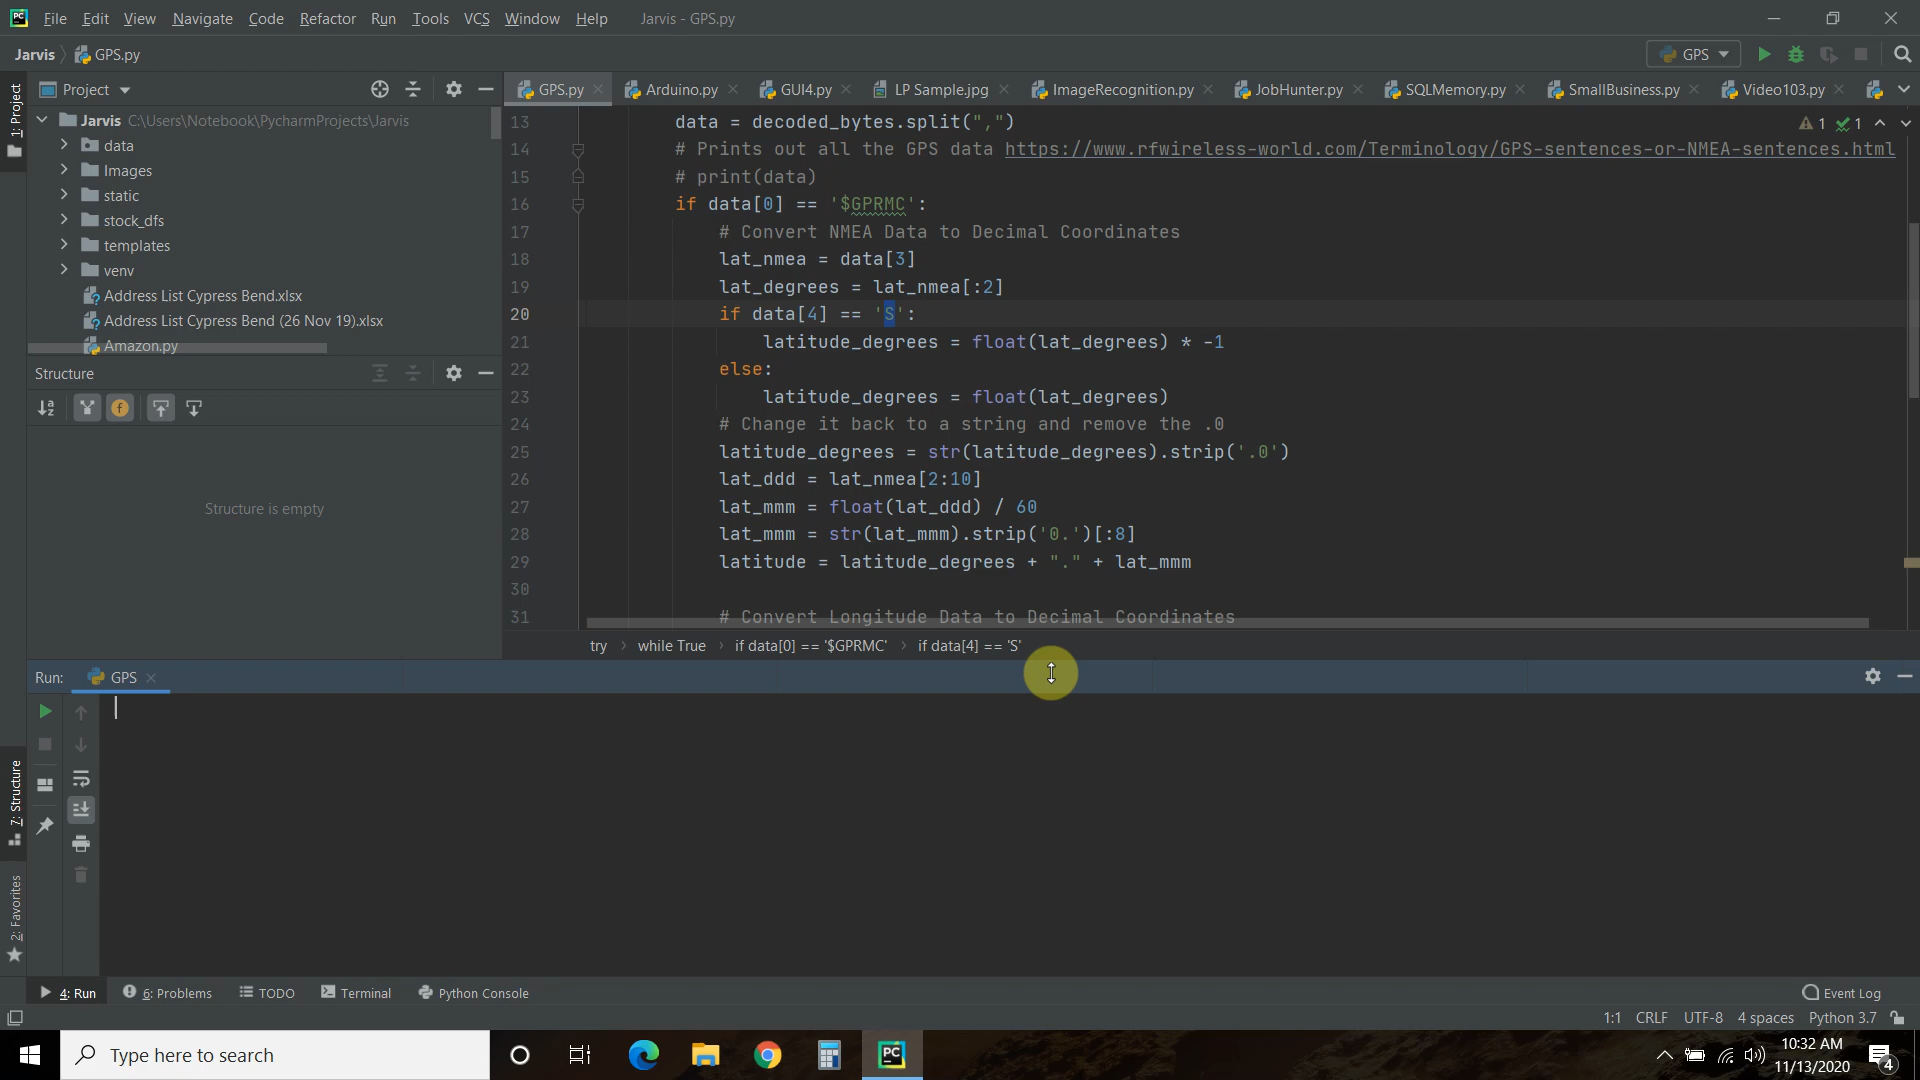 File Edit View Navigate Code Refactor Run Tools VCS Window Help Jarvis - GPS.py
Jarvis GPS.py
GPS
1: Project
Project
GPS.py Arduino.py GUI4.py LP Sample.jpg ImageRecognition.py JobHunter.py SQLMemory.py SmallBusiness.py Video103.py
Jarvis C:\Users\Notebook\PycharmProjects\Jarvis
data
Images
static
stock_dfs
templates
venv
Address List Cypress Bend.xlsx
Address List Cypress Bend (26 Nov 19).xlsx
Amazon.py
Structure
Structure is empty
1 1
13 data = decoded_bytes.split(",")
14 # Prints out all the GPS data https://www.rfwireless-world.com/Terminology/GPS-sentences-or-NMEA-sentences.html
15 # print(data)
16 if data[0] == '$GPRMC':
17 # Convert NMEA Data to Decimal Coordinates
18 lat_nmea = data[3]
19 lat_degrees = lat_nmea[:2]
20 if data[4] == 'S':
21 latitude_degrees = float(lat_degrees) * -1
22 else:
23 latitude_degrees = float(lat_degrees)
24 # Change it back to a string and remove the .0
25 latitude_degrees = str(latitude_degrees).strip('.0')
26 lat_ddd = lat_nmea[2:10]
27 lat_mmm = float(lat_ddd) / 60
28 lat_mmm = str(lat_mmm).strip('0.')[:8]
29 latitude = latitude_degrees + "." + lat_mmm
30
31 # Convert Longitude Data to Decimal Coordinates
try while True if data[0] == '$GPRMC' if data[4] == 'S'
Run: GPS
7: Structure
2: Favorites
4: Run 6: Problems TODO Terminal Python Console Event Log
1:1 CRLF UTF-8 4 spaces Python 3.7
Type here to search
PC
10:32 AM
11/13/2020
4